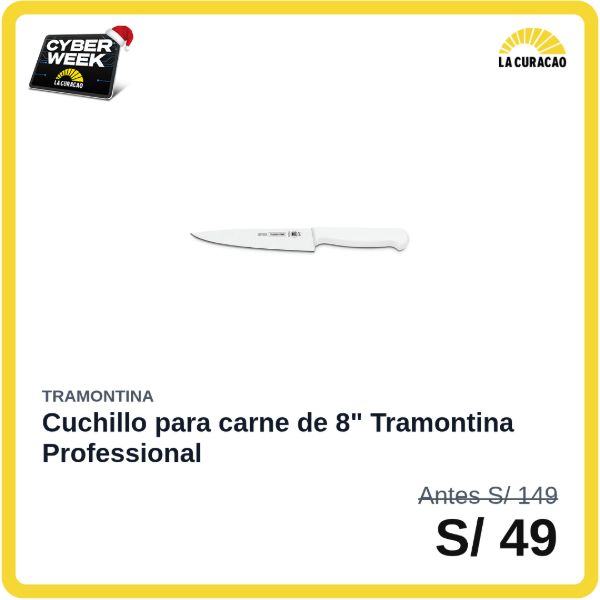 CYBER
WEEK
LA CURACAO
LA CURACAO
TRAMONTINA
Cuchillo para carne de 8" Tramontina
Professional
Antes S/ 149
S/ 49